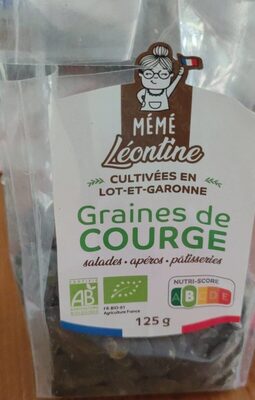 MÉMÉ
Léontine
CULTIVÉES EN
LOT-ET-GARONNE
Graines de
COURGE
salades • apéros • pâtisseries
AB
NUTRI-SCORE
A B C D E
FR-BIO-01
Agriculture France
125 g